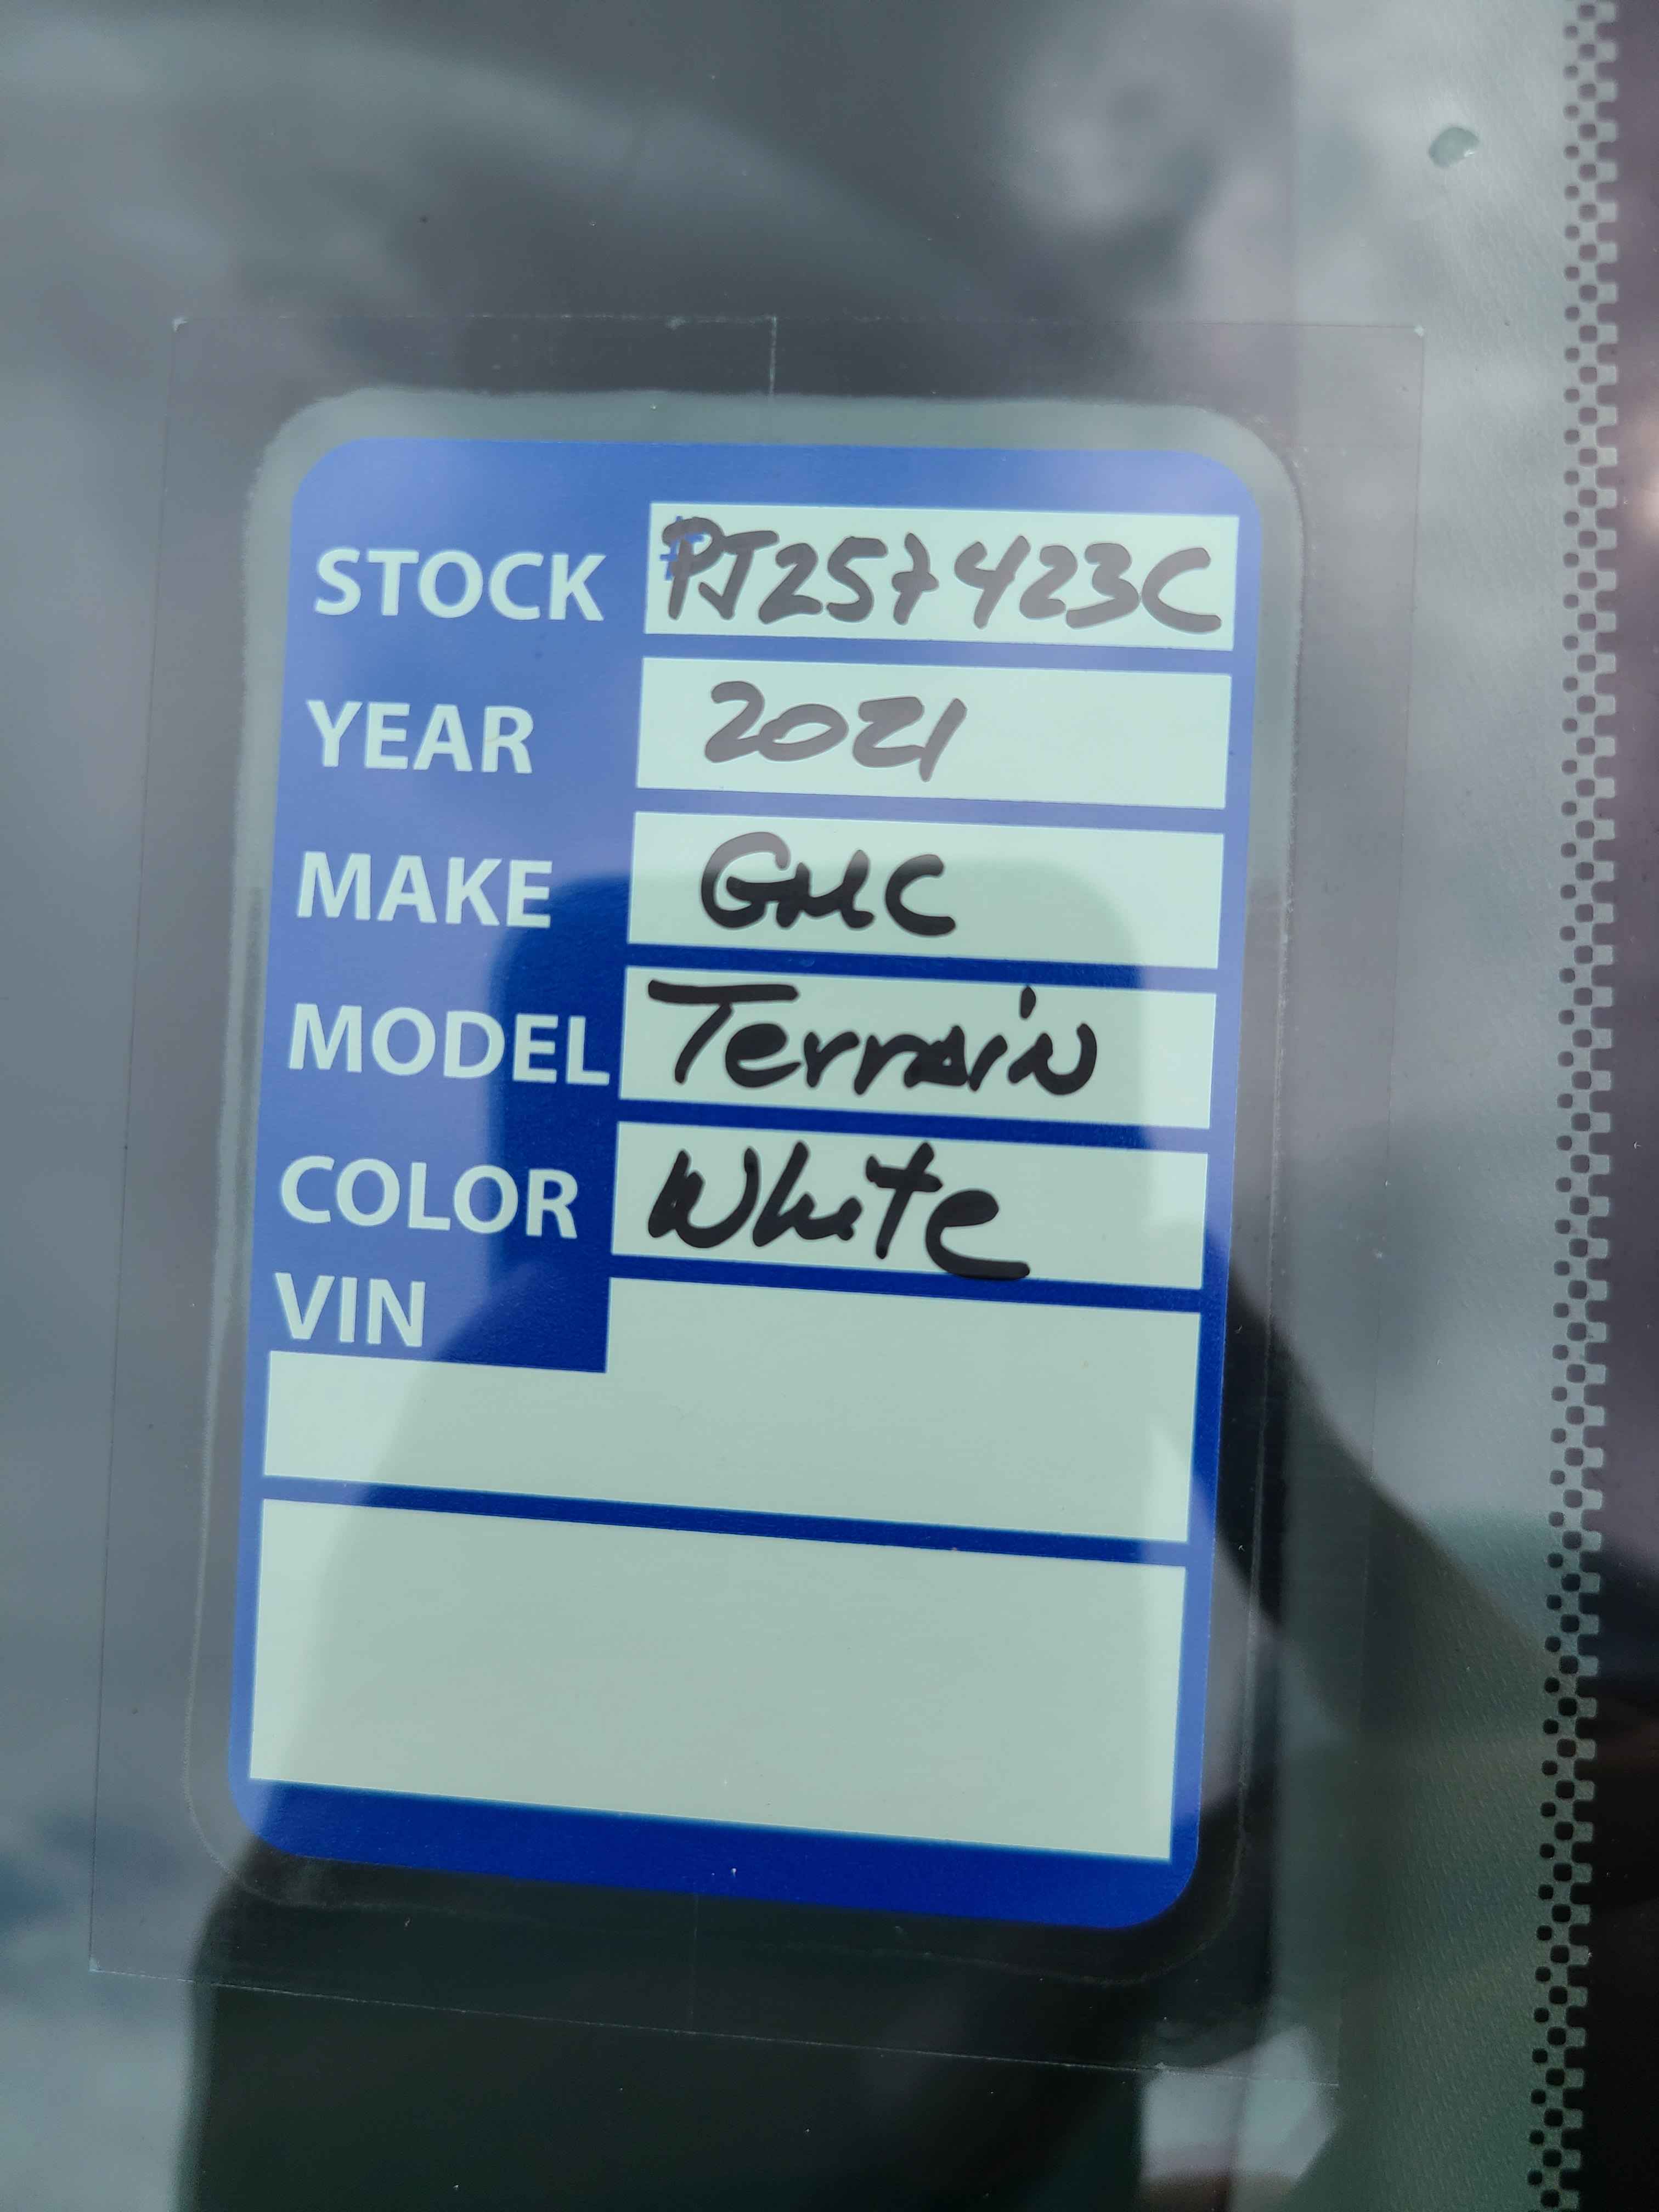 STOCK #PJ257423C
YEAR 2021
MAKE GMC
MODEL Terrain
COLOR White
VIN